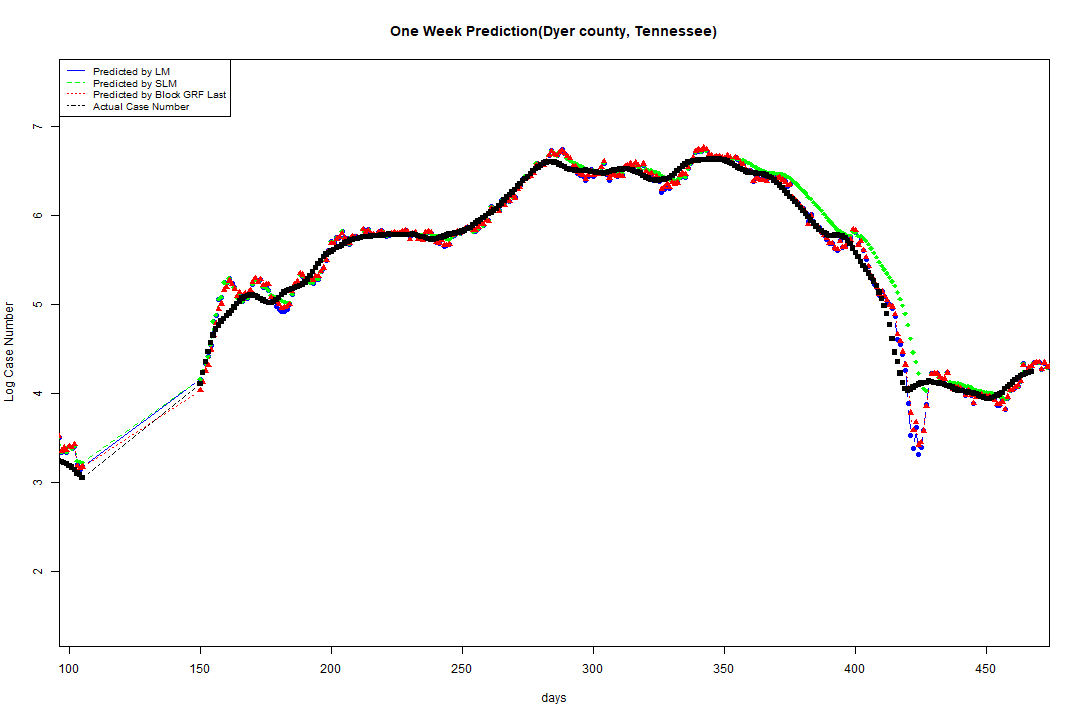 One Week Prediction(Dyer county, Tennessee)
Predicted by LM
Predicted by SLM
Predicted by Block GRF Last
Actual Case Number
7
6
5
4
3
2
Log Case Number
100 150 200 250 300 350 400 450
days